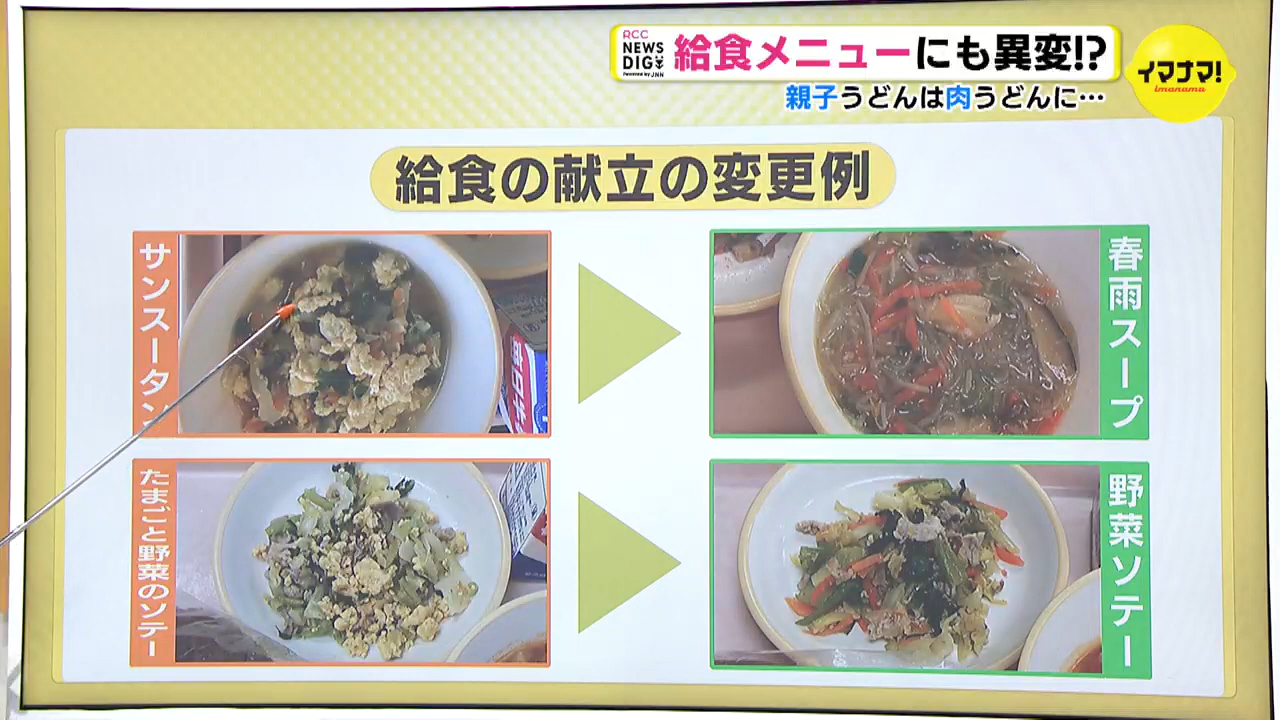 RCC
NEWS
DIG
Powered by JNN
給食メニューにも異変!?
イマナマ!
imanama
親子うどんは肉うどんに…
給食の献立の変更例
サンスータン
春雨スープ
たまごと野菜のソテー
野菜ソテー